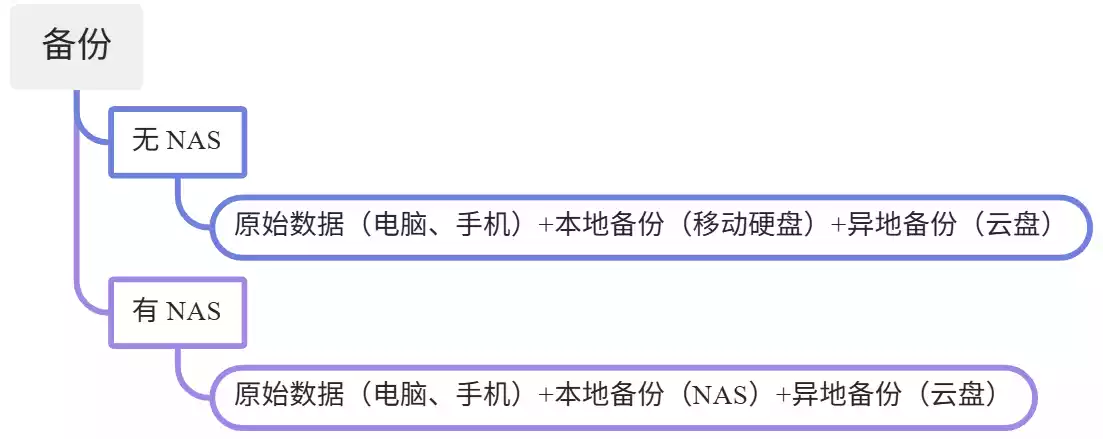 备份
无 NAS
原始数据（电脑、手机）+本地备份（移动硬盘）+异地备份（云盘）
有 NAS
原始数据（电脑、手机）+本地备份（NAS）+异地备份（云盘）